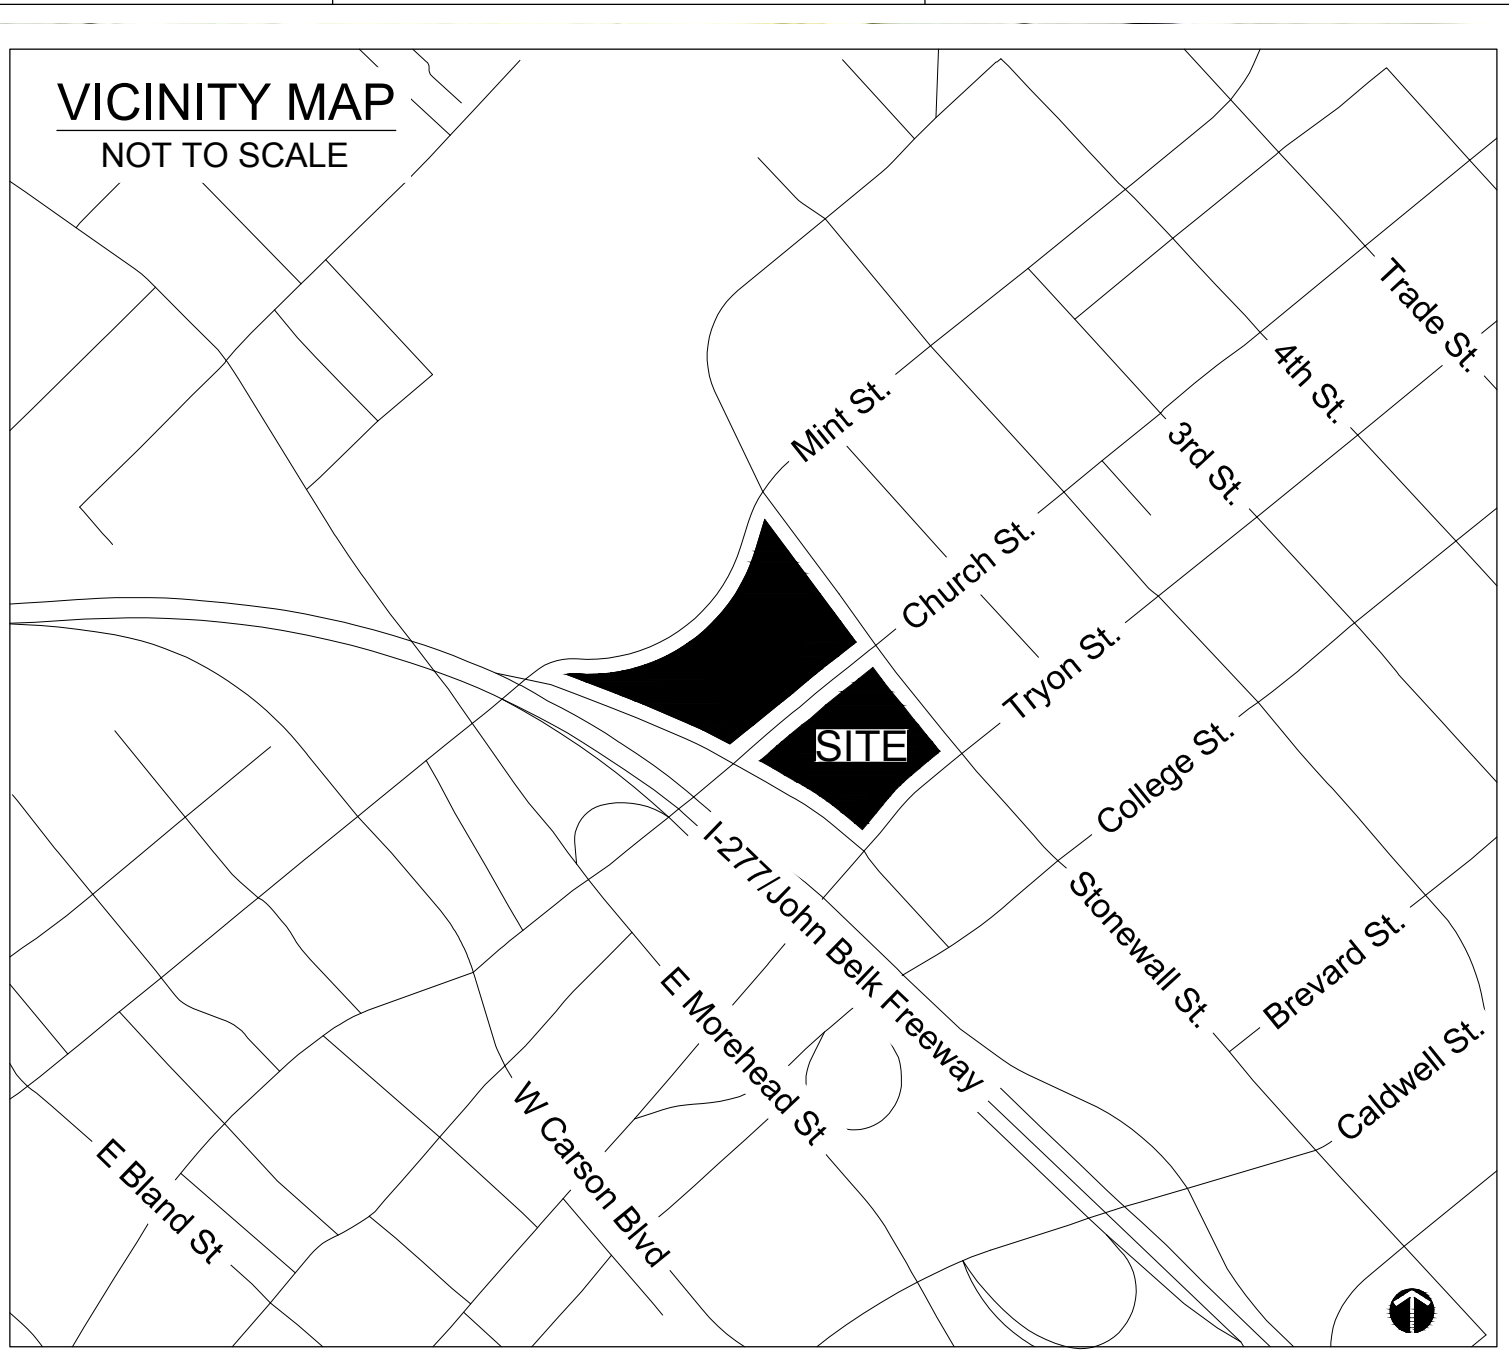 VICINITY MAP
NOT TO SCALE
Trade St.
4th St.
Mint St.
3rd St.
Church St.
Tryon St.
SITE
College St.
I-277/John Belk Freeway
Stonewall St.
Brevard St.
E Morehead St
Caldwell St.
W Carson Blvd
E Bland St